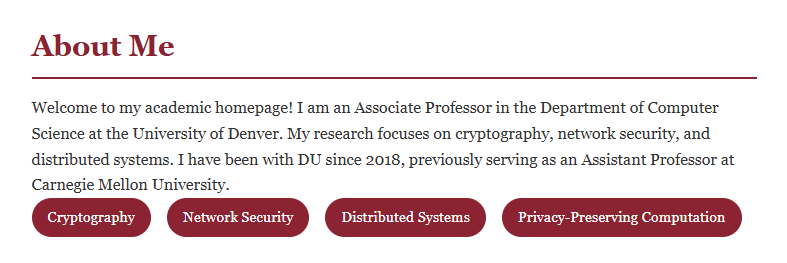 About Me
Welcome to my academic homepage! I am an Associate Professor in the Department of Computer
Science at the University of Denver. My research focuses on cryptography, network security, and
distributed systems. I have been with DU since 2018, previously serving as an Assistant Professor at
Carnegie Mellon University.
Cryptography Network Security Distributed Systems Privacy-Preserving Computation